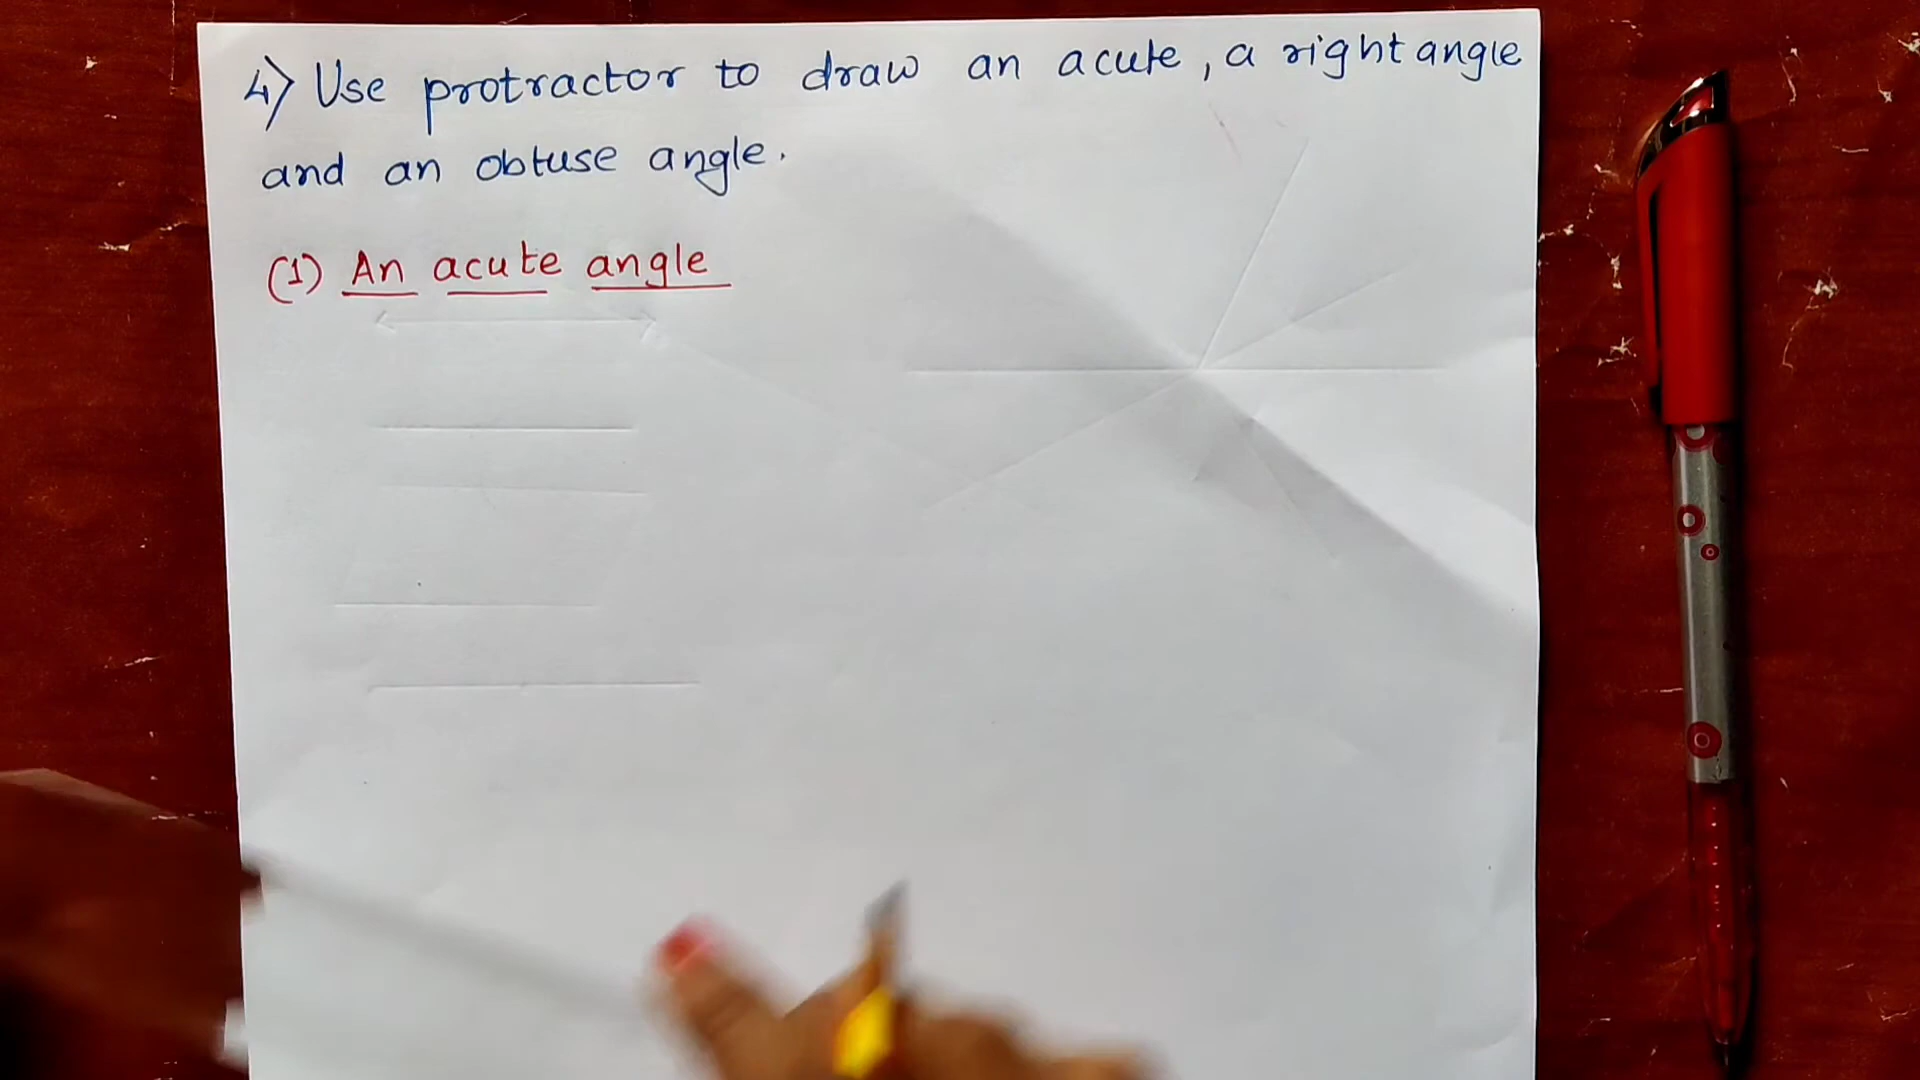 4) Use protractor to draw an acute, a right angle
and an obtuse angle.
(1) An acute angle